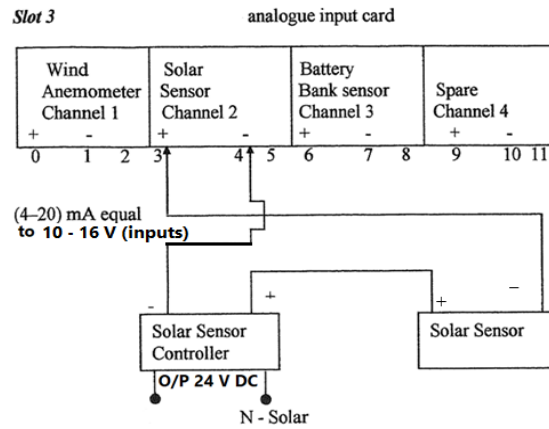 Slot 3 analogue input card
Wind Anemometer Channel 1
Solar Sensor Channel 2
Battery Bank sensor Channel 3
Spare Channel 4
+ - + - + - + -
0 1 2 3 4 5 6 7 8 9 10 11
(4–20) mA equal
to 10 - 16 V (inputs)
- + + –
Solar Sensor Controller
Solar Sensor
O/P 24 V DC
N - Solar